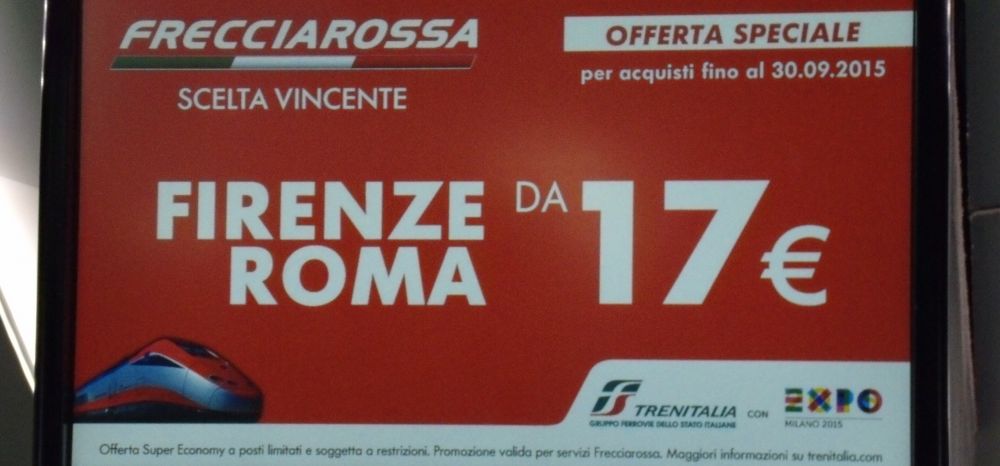 FRECCIAROSSA
SCELTA VINCENTE
OFFERTA SPECIALE
per acquisti fino al 30.09.2015
FIRENZE
ROMA
DA 17€
TRENITALIA
GRUPPO FERROVIE DELLO STATO ITALIANE
CON
EXPO
MILANO 2015
Offerta Super Economy a posti limitati e soggetta a restrizioni. Promozione valida per servizi Frecciarossa. Maggiori informazioni su trenitalia.com